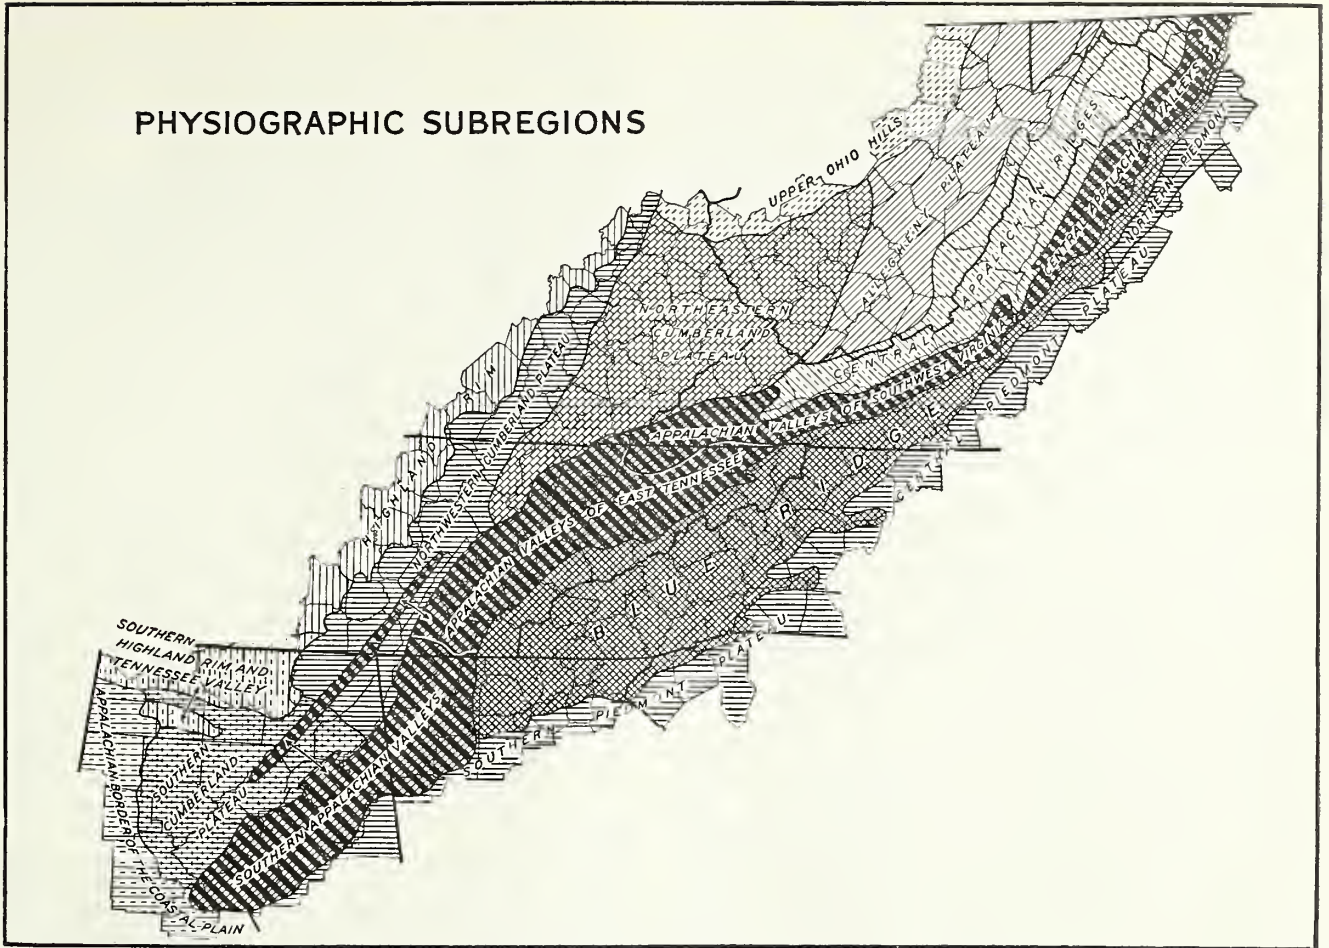 PHYSIOGRAPHIC SUBREGIONS
UPPER OHIO HILLS
ALLEGHENY PLATEAU
CENTRAL APPALACHIAN RIDGES
CENTRAL APPALACHIAN VALLEYS
NORTHERN PIEDMONT
PLATEAU
NORTHEASTERN
CUMBERLAND
PLATEAU
HIGHLAND RIM
NORTHWESTERN CUMBERLAND PLATEAU
APPALACHIAN VALLEYS OF SOUTHWEST VIRGINIA
APPALACHIAN VALLEYS OF EAST TENNESSEE
BLUE RIDGE
CENTRAL PIEDMONT PLATEAU
SOUTHERN PIEDMONT PLATEAU
SOUTHERN
HIGHLAND RIM AND
TENNESSEE VALLEY
SOUTHERN
CUMBERLAND
PLATEAU
SOUTHERN APPALACHIAN VALLEYS
APPALACHIAN BORDER OF THE COASTAL PLAIN